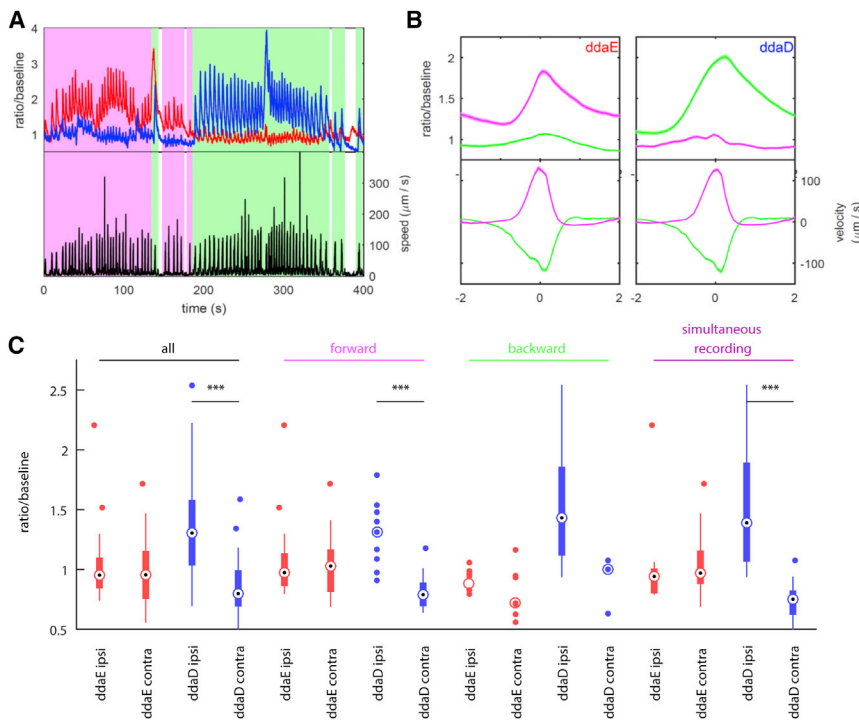 A
ratio/baseline
4
3
2
1
speed (μm / s)
300
200
100
0
0 100 200 300 400
time (s)
B
ddaE ddaD
ratio/baseline
2
1.5
1
velocity (μm / s)
100
0
-100
-2 0 2 -2 0 2
C
all forward backward simultaneous recording
*** *** ***
ratio/baseline
2.5
2
1.5
1
0.5
ddaE ipsi
ddaE contra
ddaD ipsi
ddaD contra
ddaE ipsi
ddaE contra
ddaD ipsi
ddaD contra
ddaE ipsi
ddaE contra
ddaD ipsi
ddaD contra
ddaE ipsi
ddaE contra
ddaD ipsi
ddaD contra